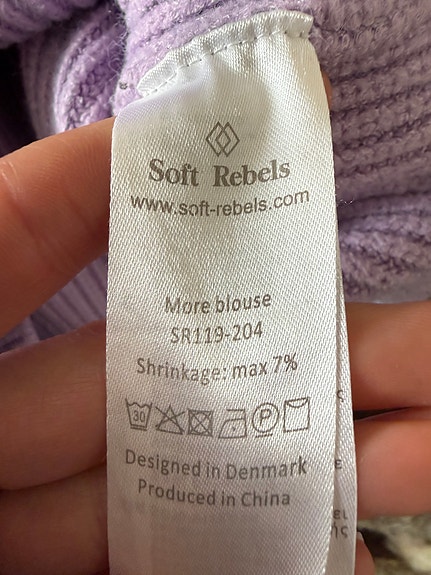 Soft Rebels
www.soft-rebels.com
More blouse
SR119-204
Shrinkage: max 7%
30 P
Designed in Denmark
Produced in China